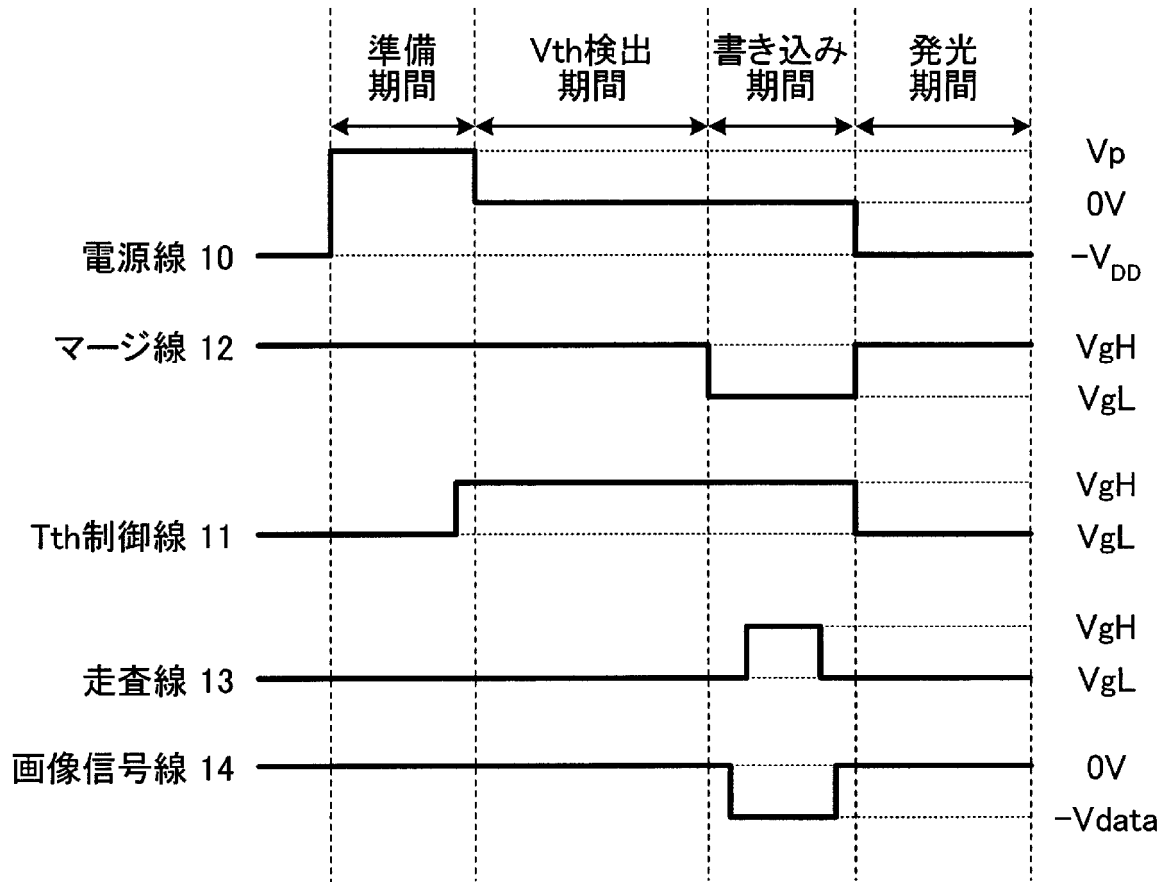 準備
期間
Vth検出
期間
書き込み
期間
発光
期間
Vp
0V
電源線 10
-VDD
マージ線 12
VgH
VgL
VgH
Tth制御線 11
VgL
VgH
走査線 13
VgL
画像信号線 14
0V
-Vdata